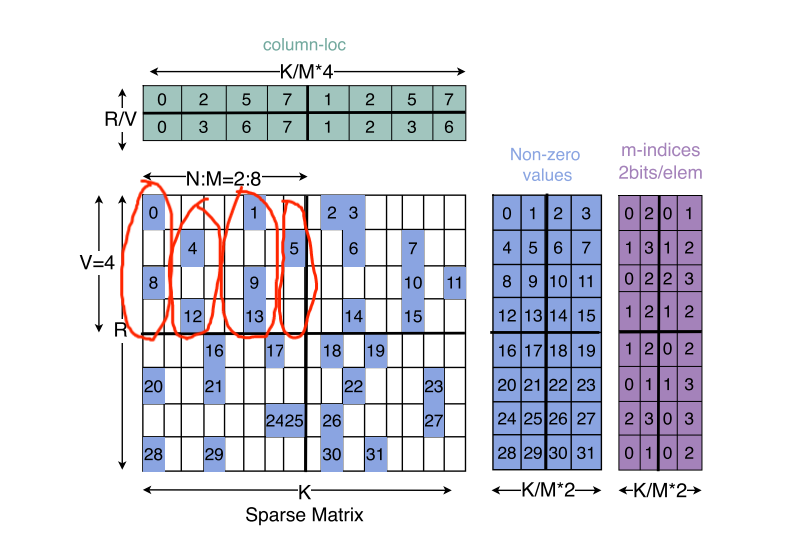 column-loc
K/M*4
R/V
0 2 5 7 1 2 5 7
0 3 6 7 1 2 3 6
N:M=2:8
Non-zero
values
m-indices
2bits/elem
V=4
R
0 1 2 3
4 5 6 7
8 9 10 11
12 13 14 15
16 17 18 19
20 21 22 23
24 25 26 27
28 29 30 31
0 1 2 3
4 5 6 7
8 9 10 11
12 13 14 15
16 17 18 19
20 21 22 23
24 25 26 27
28 29 30 31
0 2 0 1
1 3 1 2
0 2 2 3
1 2 1 2
1 2 0 2
0 1 1 3
2 3 0 3
0 1 0 2
K
K/M*2
K/M*2
Sparse Matrix